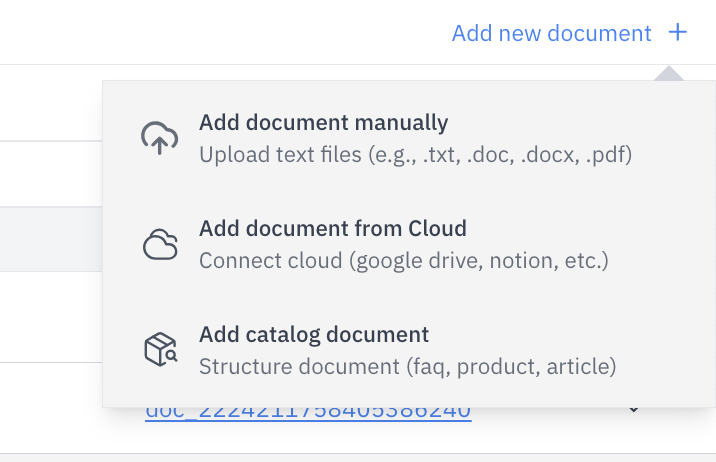 Add new document +
Add document manually
Upload text files (e.g., .txt, .doc, .docx, .pdf)
Add document from Cloud
Connect cloud (google drive, notion, etc.)
Add catalog document
Structure document (faq, product, article)
doc_2224211758405386240